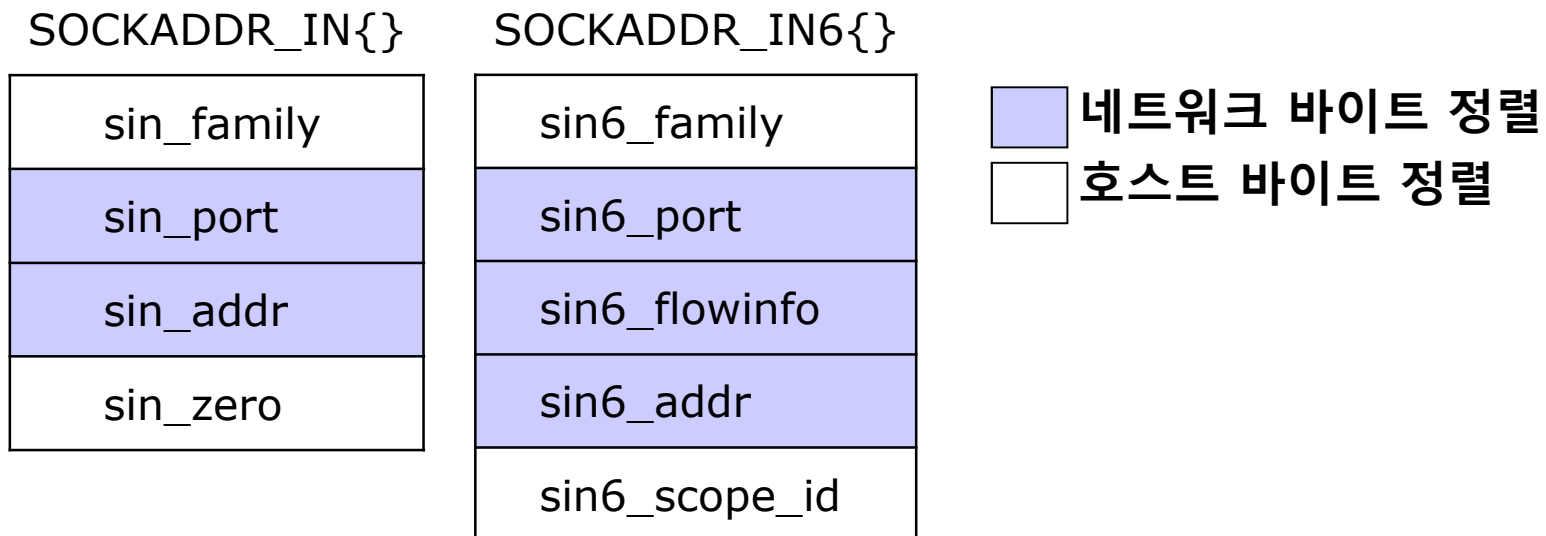 SOCKADDR_IN{}
sin_family
sin_port
sin_addr
sin_zero
SOCKADDR_IN6{}
sin6_family
sin6_port
sin6_flowinfo
sin6_addr
sin6_scope_id
네트워크 바이트 정렬
호스트 바이트 정렬